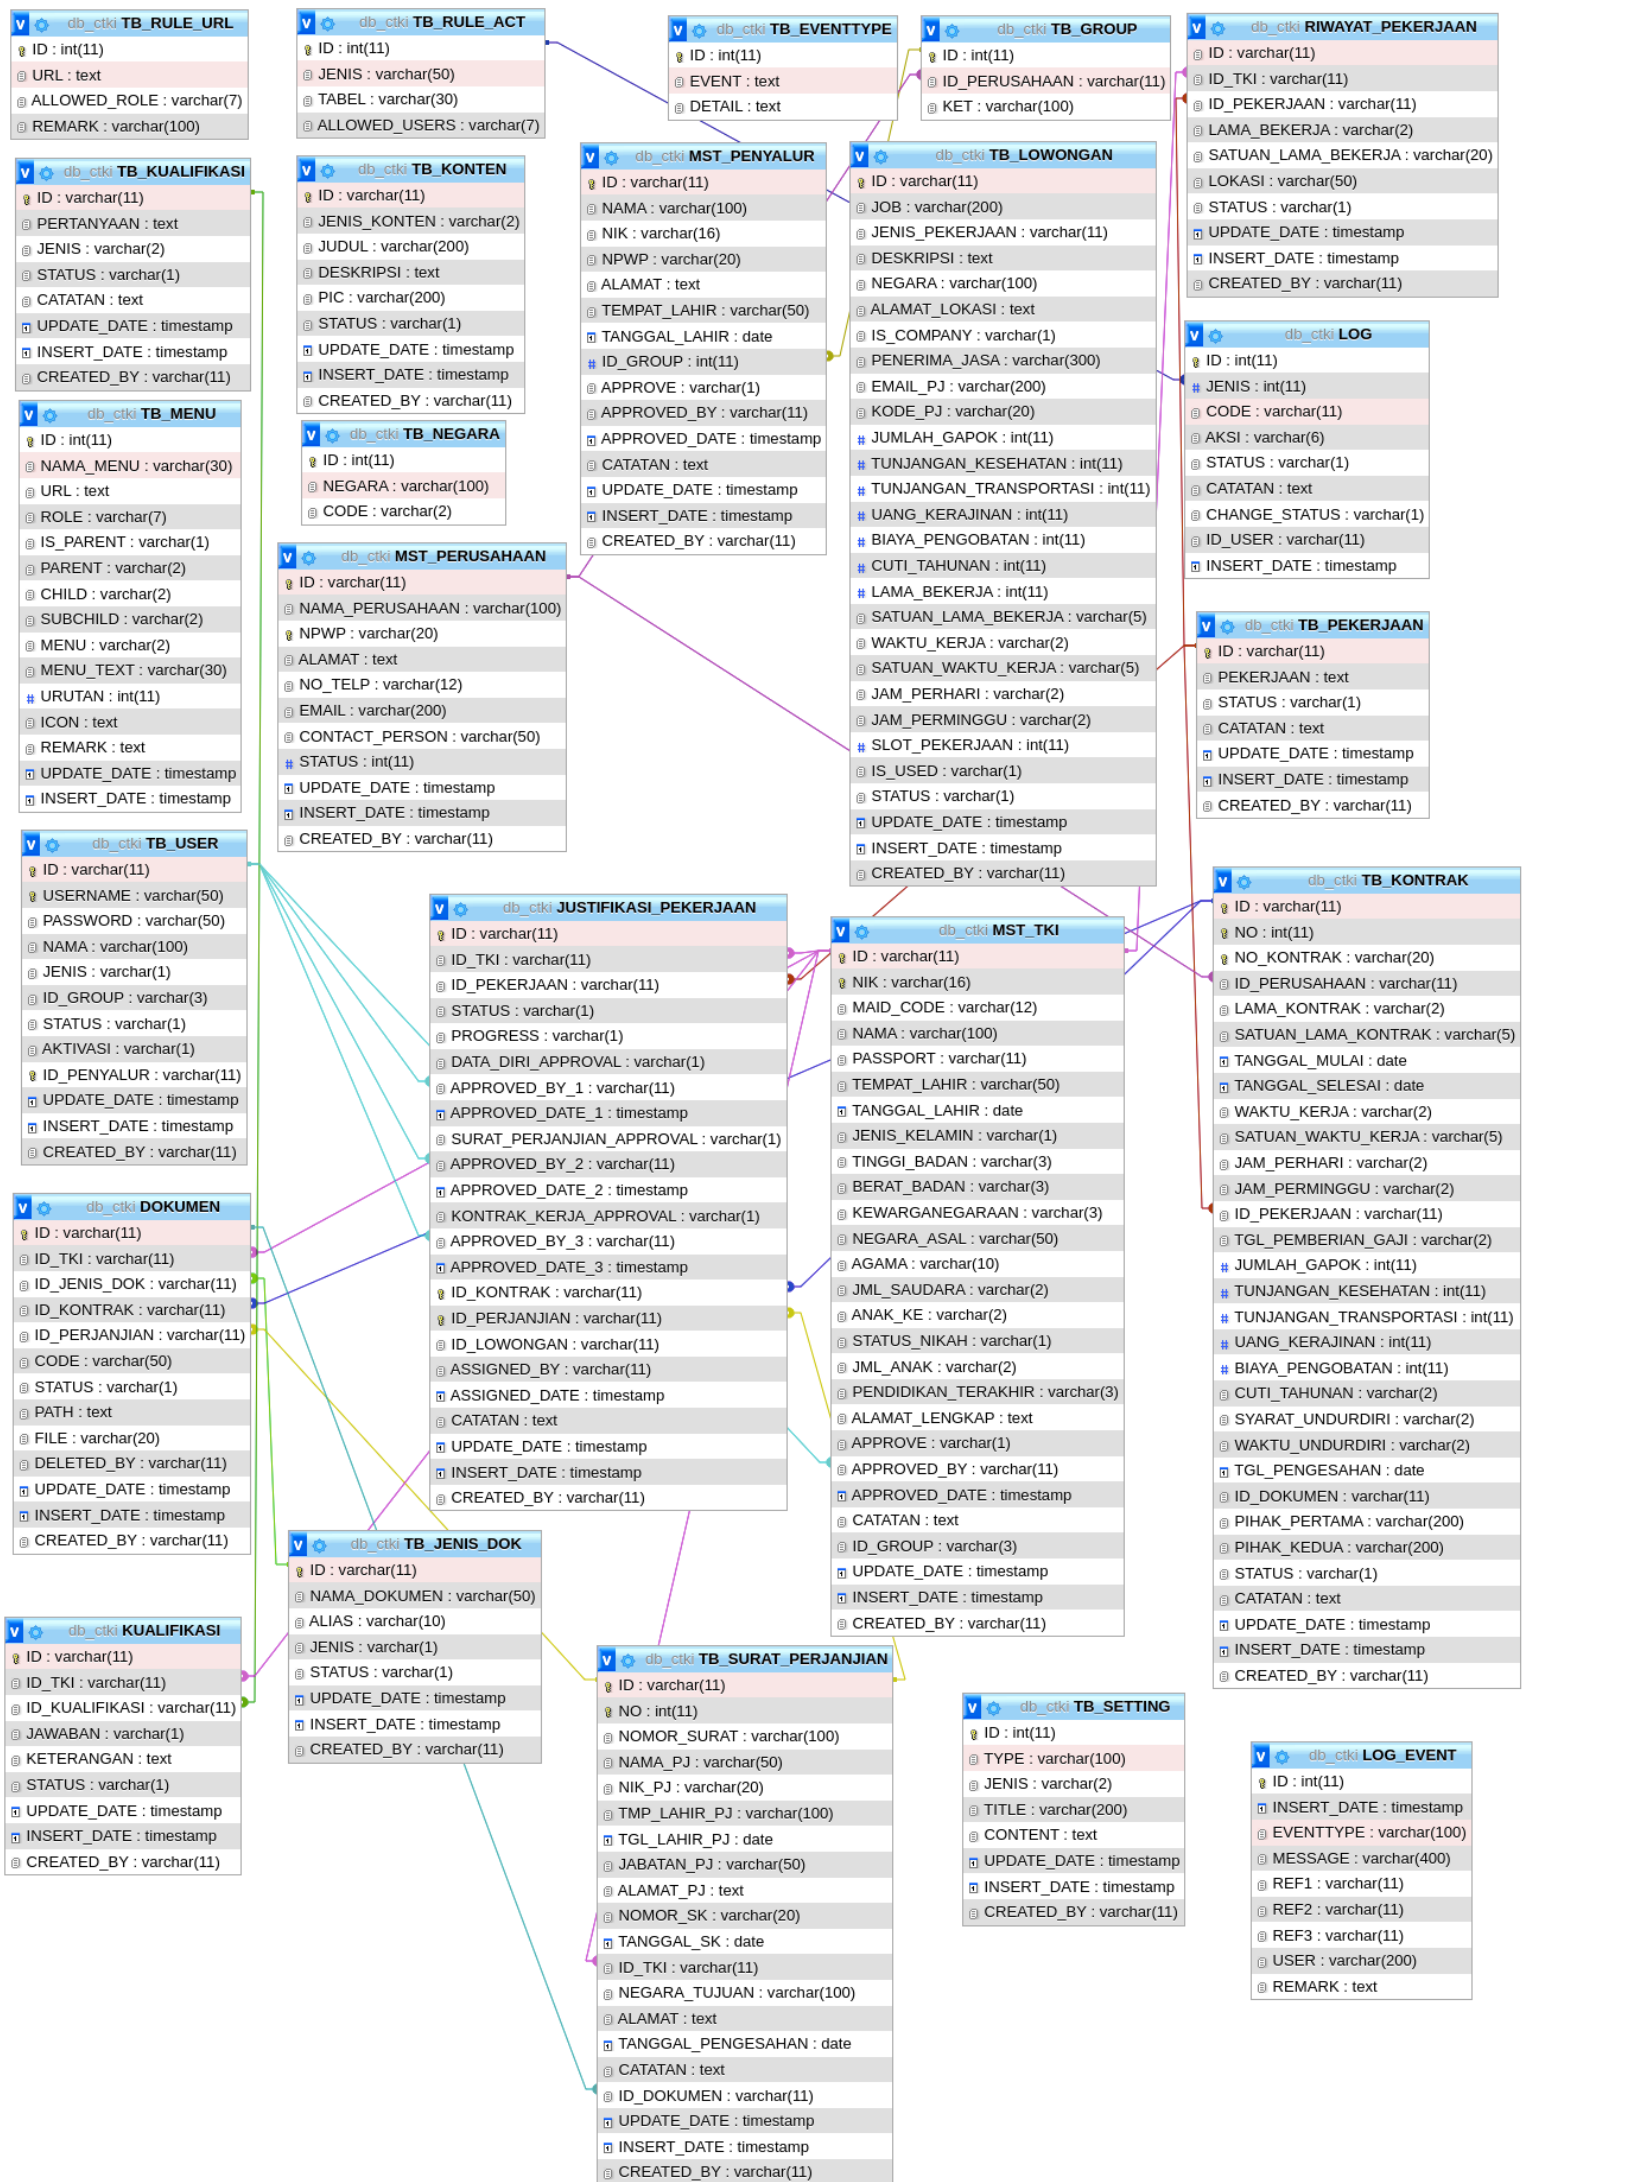 db_ctki TB_RULE_URL
ID : int(11)
URL : text
ALLOWED_ROLE : varchar(7)
REMARK : varchar(100)
db_ctki TB_RULE_ACT
ID : int(11)
JENIS : varchar(50)
TABEL : varchar(30)
ALLOWED_USERS : varchar(7)
db_ctki TB_EVENTTYPE
ID : int(11)
EVENT : text
DETAIL : text
db_ctki TB_GROUP
ID : int(11)
ID_PERUSAHAAN : varchar(11)
KET : varchar(100)
db_ctki RIWAYAT_PEKERJAAN
ID : varchar(11)
ID_TKI : varchar(11)
ID_PEKERJAAN : varchar(11)
LAMA_BEKERJA : varchar(2)
SATUAN_LAMA_BEKERJA : varchar(20)
LOKASI : varchar(50)
STATUS : varchar(1)
UPDATE_DATE : timestamp
INSERT_DATE : timestamp
CREATED_BY : varchar(11)
db_ctki TB_KUALIFIKASI
ID : varchar(11)
PERTANYAAN : text
JENIS : varchar(2)
STATUS : varchar(1)
CATATAN : text
UPDATE_DATE : timestamp
INSERT_DATE : timestamp
CREATED_BY : varchar(11)
db_ctki TB_KONTEN
ID : varchar(11)
JENIS_KONTEN : varchar(2)
JUDUL : varchar(200)
DESKRIPSI : text
PIC : varchar(200)
STATUS : varchar(1)
UPDATE_DATE : timestamp
INSERT_DATE : timestamp
CREATED_BY : varchar(11)
db_ctki MST_PENYALUR
ID : varchar(11)
NAMA : varchar(100)
NIK : varchar(16)
NPWP : varchar(20)
ALAMAT : text
TEMPAT_LAHIR : varchar(50)
TANGGAL_LAHIR : date
ID_GROUP : int(11)
APPROVE : varchar(1)
APPROVED_BY : varchar(11)
APPROVED_DATE : timestamp
CATATAN : text
UPDATE_DATE : timestamp
INSERT_DATE : timestamp
CREATED_BY : varchar(11)
db_ctki TB_LOWONGAN
ID : varchar(11)
JOB : varchar(200)
JENIS_PEKERJAAN : varchar(11)
DESKRIPSI : text
NEGARA : varchar(100)
ALAMAT_LOKASI : text
IS_COMPANY : varchar(1)
PENERIMA_JASA : varchar(300)
EMAIL_PJ : varchar(200)
KODE_PJ : varchar(20)
JUMLAH_GAPOK : int(11)
TUNJANGAN_KESEHATAN : int(11)
TUNJANGAN_TRANSPORTASI : int(11)
UANG_KERAJINAN : int(11)
BIAYA_PENGOBATAN : int(11)
CUTI_TAHUNAN : int(11)
LAMA_BEKERJA : int(11)
SATUAN_LAMA_BEKERJA : varchar(5)
WAKTU_KERJA : varchar(2)
SATUAN_WAKTU_KERJA : varchar(5)
JAM_PERHARI : varchar(2)
JAM_PERMINGGU : varchar(2)
SLOT_PEKERJAAN : int(11)
IS_USED : varchar(1)
STATUS : varchar(1)
UPDATE_DATE : timestamp
INSERT_DATE : timestamp
CREATED_BY : varchar(11)
db_ctki LOG
ID : int(11)
JENIS : int(11)
CODE : varchar(11)
AKSI : varchar(6)
STATUS : varchar(1)
CATATAN : text
CHANGE_STATUS : varchar(1)
ID_USER : varchar(11)
INSERT_DATE : timestamp
db_ctki TB_MENU
ID : int(11)
NAMA_MENU : varchar(30)
URL : text
ROLE : varchar(7)
IS_PARENT : varchar(1)
PARENT : varchar(2)
CHILD : varchar(2)
SUBCHILD : varchar(2)
MENU : varchar(2)
MENU_TEXT : varchar(30)
URUTAN : int(11)
ICON : text
REMARK : text
UPDATE_DATE : timestamp
INSERT_DATE : timestamp
db_ctki TB_NEGARA
ID : int(11)
NEGARA : varchar(100)
CODE : varchar(2)
db_ctki MST_PERUSAHAAN
ID : varchar(11)
NAMA_PERUSAHAAN : varchar(100)
NPWP : varchar(20)
ALAMAT : text
NO_TELP : varchar(12)
EMAIL : varchar(200)
CONTACT_PERSON : varchar(50)
STATUS : int(11)
UPDATE_DATE : timestamp
INSERT_DATE : timestamp
CREATED_BY : varchar(11)
db_ctki TB_PEKERJAAN
ID : varchar(11)
PEKERJAAN : text
STATUS : varchar(1)
CATATAN : text
UPDATE_DATE : timestamp
INSERT_DATE : timestamp
CREATED_BY : varchar(11)
db_ctki TB_USER
ID : varchar(11)
USERNAME : varchar(50)
PASSWORD : varchar(50)
NAMA : varchar(100)
JENIS : varchar(1)
ID_GROUP : varchar(3)
STATUS : varchar(1)
AKTIVASI : varchar(1)
ID_PENYALUR : varchar(11)
UPDATE_DATE : timestamp
INSERT_DATE : timestamp
CREATED_BY : varchar(11)
db_ctki JUSTIFIKASI_PEKERJAAN
ID : varchar(11)
ID_TKI : varchar(11)
ID_PEKERJAAN : varchar(11)
STATUS : varchar(1)
PROGRESS : varchar(1)
DATA_DIRI_APPROVAL : varchar(1)
APPROVED_BY_1 : varchar(11)
APPROVED_DATE_1 : timestamp
SURAT_PERJANJIAN_APPROVAL : varchar(1)
APPROVED_BY_2 : varchar(11)
APPROVED_DATE_2 : timestamp
KONTRAK_KERJA_APPROVAL : varchar(1)
APPROVED_BY_3 : varchar(11)
APPROVED_DATE_3 : timestamp
ID_KONTRAK : varchar(11)
ID_PERJANJIAN : varchar(11)
ID_LOWONGAN : varchar(11)
ASSIGNED_BY : varchar(11)
ASSIGNED_DATE : timestamp
CATATAN : text
UPDATE_DATE : timestamp
INSERT_DATE : timestamp
CREATED_BY : varchar(11)
db_ctki MST_TKI
ID : varchar(11)
NIK : varchar(16)
MAID_CODE : varchar(12)
NAMA : varchar(100)
PASSPORT : varchar(11)
TEMPAT_LAHIR : varchar(50)
TANGGAL_LAHIR : date
JENIS_KELAMIN : varchar(1)
TINGGI_BADAN : varchar(3)
BERAT_BADAN : varchar(3)
KEWARGANEGARAAN : varchar(3)
NEGARA_ASAL : varchar(50)
AGAMA : varchar(10)
JML_SAUDARA : varchar(2)
ANAK_KE : varchar(2)
STATUS_NIKAH : varchar(1)
JML_ANAK : varchar(2)
PENDIDIKAN_TERAKHIR : varchar(3)
ALAMAT_LENGKAP : text
APPROVE : varchar(1)
APPROVED_BY : varchar(11)
APPROVED_DATE : timestamp
CATATAN : text
ID_GROUP : varchar(3)
UPDATE_DATE : timestamp
INSERT_DATE : timestamp
CREATED_BY : varchar(11)
db_ctki TB_KONTRAK
ID : varchar(11)
NO : int(11)
NO_KONTRAK : varchar(20)
ID_PERUSAHAAN : varchar(11)
LAMA_KONTRAK : varchar(2)
SATUAN_LAMA_KONTRAK : varchar(5)
TANGGAL_MULAI : date
TANGGAL_SELESAI : date
WAKTU_KERJA : varchar(2)
SATUAN_WAKTU_KERJA : varchar(5)
JAM_PERHARI : varchar(2)
JAM_PERMINGGU : varchar(2)
ID_PEKERJAAN : varchar(11)
TGL_PEMBERIAN_GAJI : varchar(2)
JUMLAH_GAPOK : int(11)
TUNJANGAN_KESEHATAN : int(11)
TUNJANGAN_TRANSPORTASI : int(11)
UANG_KERAJINAN : int(11)
BIAYA_PENGOBATAN : int(11)
CUTI_TAHUNAN : varchar(2)
SYARAT_UNDURDIRI : varchar(2)
WAKTU_UNDURDIRI : varchar(2)
TGL_PENGESAHAN : date
ID_DOKUMEN : varchar(11)
PIHAK_PERTAMA : varchar(200)
PIHAK_KEDUA : varchar(200)
STATUS : varchar(1)
CATATAN : text
UPDATE_DATE : timestamp
INSERT_DATE : timestamp
CREATED_BY : varchar(11)
db_ctki DOKUMEN
ID : varchar(11)
ID_TKI : varchar(11)
ID_JENIS_DOK : varchar(11)
ID_KONTRAK : varchar(11)
ID_PERJANJIAN : varchar(11)
CODE : varchar(50)
STATUS : varchar(1)
PATH : text
FILE : varchar(20)
DELETED_BY : varchar(11)
UPDATE_DATE : timestamp
INSERT_DATE : timestamp
CREATED_BY : varchar(11)
db_ctki TB_JENIS_DOK
ID : varchar(11)
NAMA_DOKUMEN : varchar(50)
ALIAS : varchar(10)
JENIS : varchar(1)
STATUS : varchar(1)
UPDATE_DATE : timestamp
INSERT_DATE : timestamp
CREATED_BY : varchar(11)
db_ctki KUALIFIKASI
ID : varchar(11)
ID_TKI : varchar(11)
ID_KUALIFIKASI : varchar(11)
JAWABAN : varchar(1)
KETERANGAN : text
STATUS : varchar(1)
UPDATE_DATE : timestamp
INSERT_DATE : timestamp
CREATED_BY : varchar(11)
db_ctki TB_SURAT_PERJANJIAN
ID : varchar(11)
NO : int(11)
NOMOR_SURAT : varchar(100)
NAMA_PJ : varchar(50)
NIK_PJ : varchar(20)
TMP_LAHIR_PJ : varchar(100)
TGL_LAHIR_PJ : date
JABATAN_PJ : varchar(50)
ALAMAT_PJ : text
NOMOR_SK : varchar(20)
TANGGAL_SK : date
ID_TKI : varchar(11)
NEGARA_TUJUAN : varchar(100)
ALAMAT : text
TANGGAL_PENGESAHAN : date
CATATAN : text
ID_DOKUMEN : varchar(11)
UPDATE_DATE : timestamp
INSERT_DATE : timestamp
CREATED_BY : varchar(11)
db_ctki TB_SETTING
ID : int(11)
TYPE : varchar(100)
JENIS : varchar(2)
TITLE : varchar(200)
CONTENT : text
UPDATE_DATE : timestamp
INSERT_DATE : timestamp
CREATED_BY : varchar(11)
db_ctki LOG_EVENT
ID : int(11)
INSERT_DATE : timestamp
EVENTTYPE : varchar(100)
MESSAGE : varchar(400)
REF1 : varchar(11)
REF2 : varchar(11)
REF3 : varchar(11)
USER : varchar(200)
REMARK : text